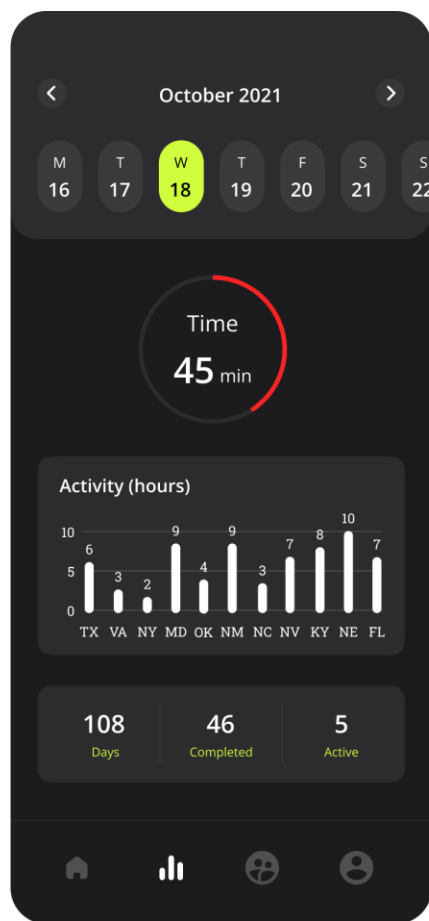 October 2021
M T W T F S S
16 17 18 19 20 21 22
Time
45 min
Activity (hours)
10
5
0
6 3 2 9 4 9 3 7 8 10 7
TX VA NY MD OK NM NC NV KY NE FL
108 46 5
Days Completed Active